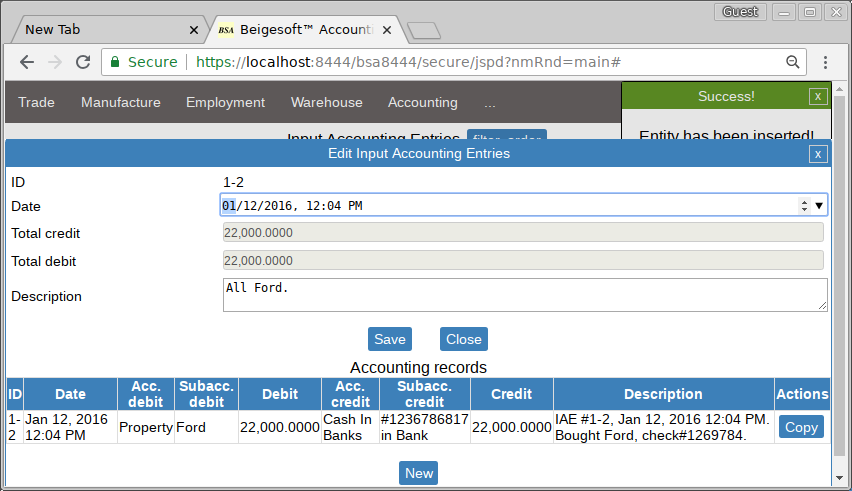 Guest
New Tab
BSA Beigesoft™ Accounti
Secure https://localhost:8444/bsa8444/secure/jspd?nmRnd=main#
Trade Manufacture Employment Warehouse Accounting ...
Success! x
Input Accounting Entries filter, order
Entity has been inserted!
Edit Input Accounting Entries x
ID 1-2
Date 01/12/2016, 12:04 PM
Total credit 22,000.0000
Total debit 22,000.0000
Description All Ford.
Save Close
Accounting records
ID Date Acc. debit Subacc. debit Debit Acc. credit Subacc. credit Credit Description Actions
1-2 Jan 12, 2016 12:04 PM Property Ford 22,000.0000 Cash In Banks #1236786817 in Bank 22,000.0000 IAE #1-2, Jan 12, 2016 12:04 PM. Bought Ford, check#1269784. Copy
New